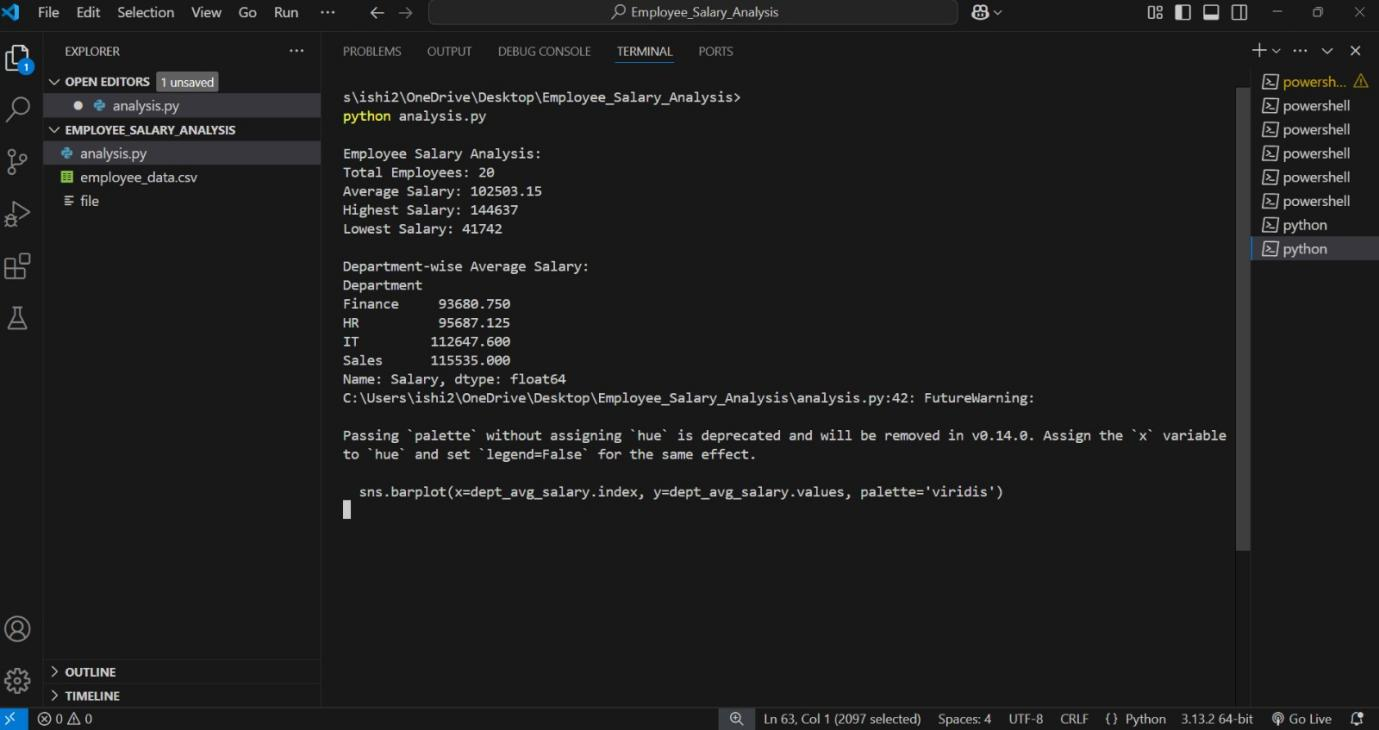 File Edit Selection View Go Run ··· Employee_Salary_Analysis
EXPLORER ···
OPEN EDITORS 1 unsaved
analysis.py
EMPLOYEE_SALARY_ANALYSIS
analysis.py
employee_data.csv
file
OUTLINE
TIMELINE
1
PROBLEMS OUTPUT DEBUG CONSOLE TERMINAL PORTS
s\ishi2\OneDrive\Desktop\Employee_Salary_Analysis>
python analysis.py
Employee Salary Analysis:
Total Employees: 20
Average Salary: 102503.15
Highest Salary: 144637
Lowest Salary: 41742
Department-wise Average Salary:
Department
Finance 93680.750
HR 95687.125
IT 112647.600
Sales 115535.000
Name: Salary, dtype: float64
C:\Users\ishi2\OneDrive\Desktop\Employee_Salary_Analysis\analysis.py:42: FutureWarning:
Passing `palette` without assigning `hue` is deprecated and will be removed in v0.14.0. Assign the `x` variable
to `hue` and set `legend=False` for the same effect.
sns.barplot(x=dept_avg_salary.index, y=dept_avg_salary.values, palette='viridis')
powersh...
powershell
powershell
powershell
powershell
powershell
python
python
0 0 Ln 63, Col 1 (2097 selected) Spaces: 4 UTF-8 CRLF {} Python 3.13.2 64-bit Go Live